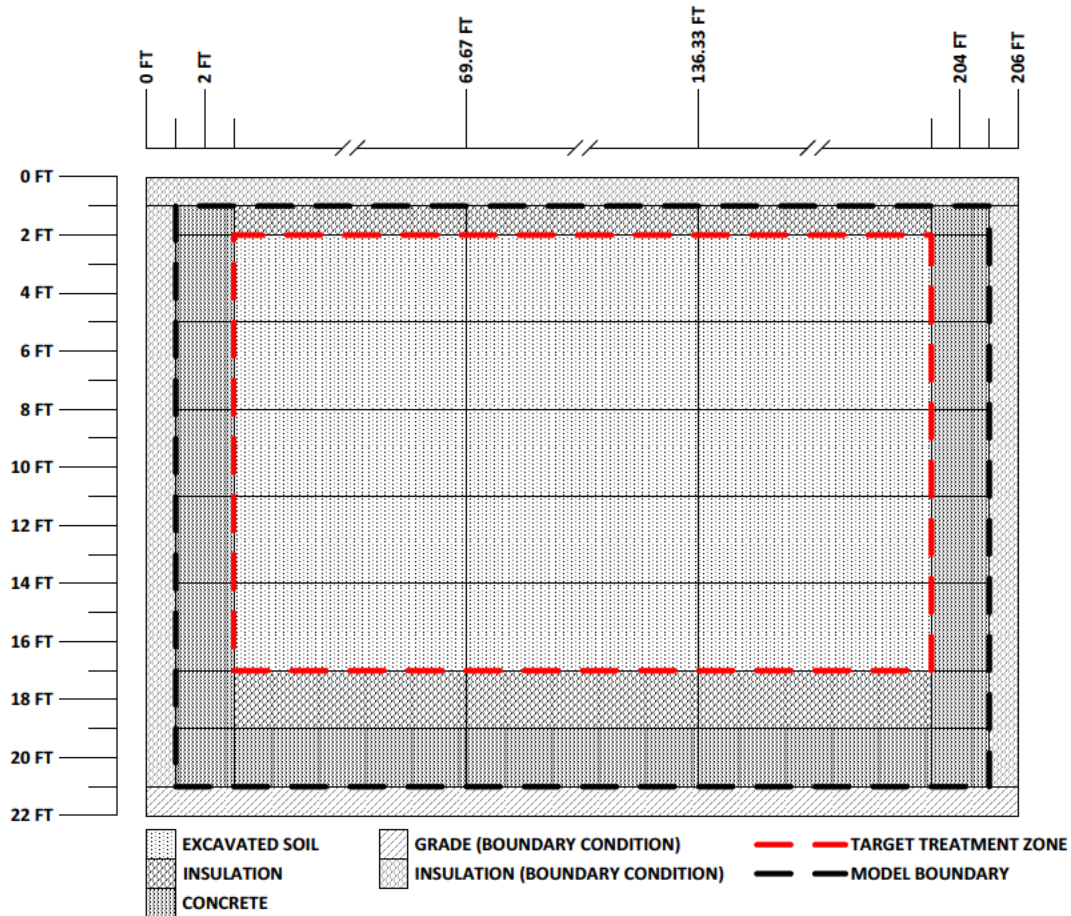 0 FT
2 FT
69.67 FT
136.33 FT
204 FT
206 FT
0 FT
2 FT
4 FT
6 FT
8 FT
10 FT
12 FT
14 FT
16 FT
18 FT
20 FT
22 FT
EXCAVATED SOIL
GRADE (BOUNDARY CONDITION)
TARGET TREATMENT ZONE
INSULATION
INSULATION (BOUNDARY CONDITION)
MODEL BOUNDARY
CONCRETE